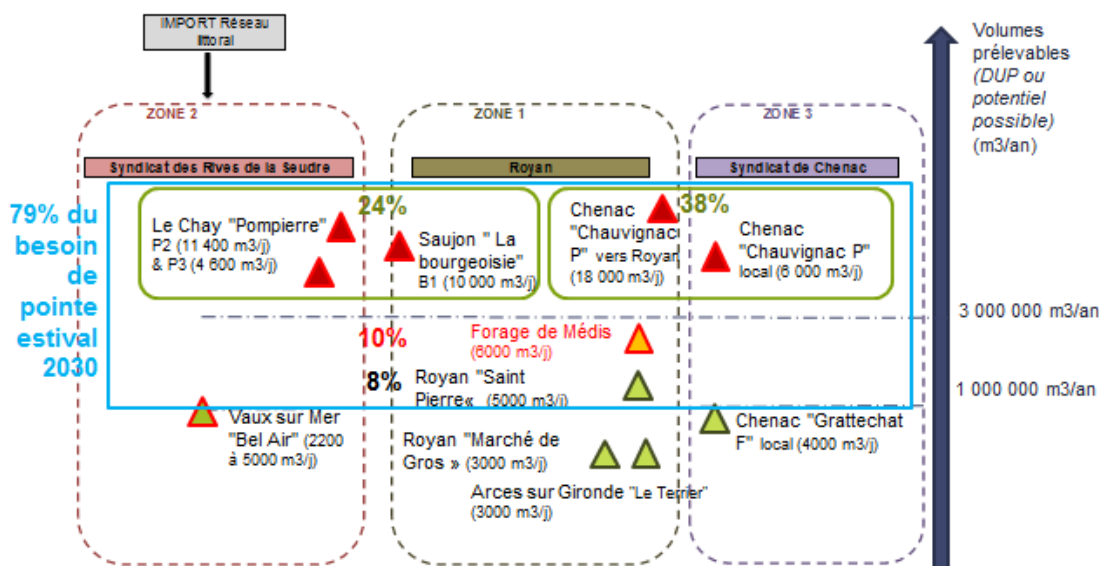 IMPORT Réseau
littoral
Volumes
prélevables
(DUP ou
potentiel
possible)
(m3/an)
ZONE 2
ZONE 1
ZONE 3
Syndicat des Rives de la Seudre
Royan
Syndicat de Chenac
79% du
besoin
de
pointe
estival
2030
24%
Le Chay "Pompierre"
P2 (11 400 m3/j)
& P3 (4 600 m3/j)
Saujon " La
bourgeoisie"
B1 (10 000 m3/j)
38%
Chenac
"Chauvignac
P" vers Royan
(18 000 m3/j)
Chenac
"Chauvignac P"
local (6 000 m3/j)
3 000 000 m3/an
10%
Forage de Médis
(6000 m3/j)
8%
Royan "Saint
Pierre« (5000 m3/j)
1 000 000 m3/an
Vaux sur Mer
"Bel Air" (2200
à 5000 m3/j)
Royan "Marché de
Gros » (3000 m3/j)
Chenac "Grattechat
F" local (4000 m3/j)
Arces sur Gironde "Le Terrier"
(3000 m3/j)